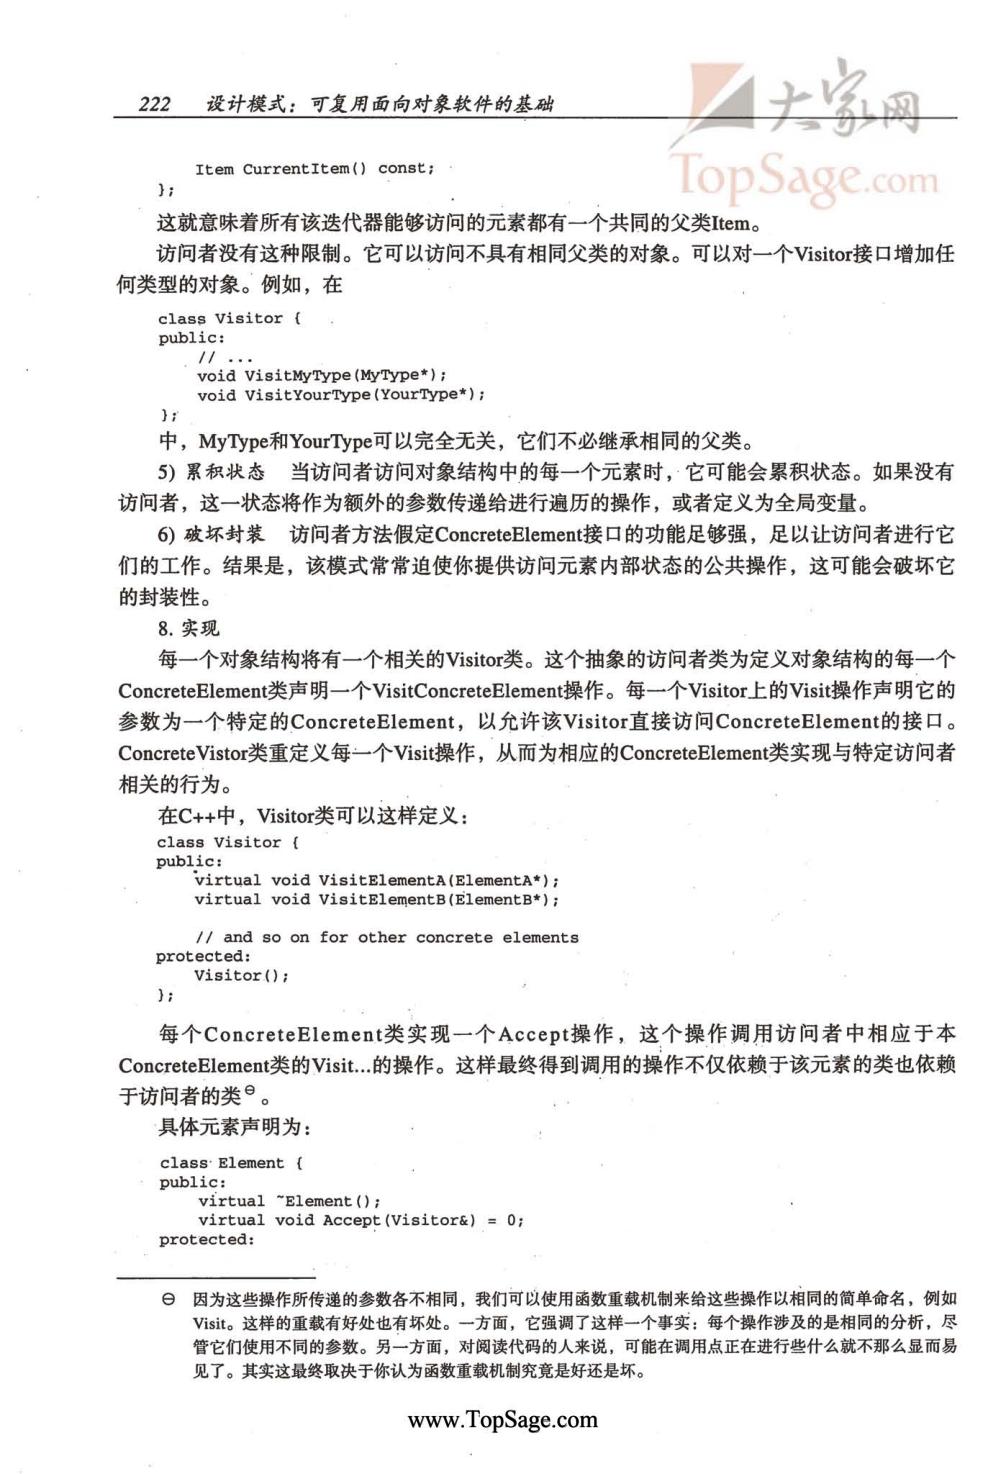 222 设计模式：可复用面向对象软件的基础
大家网
TopSage.com
Item CurrentItem() const;
};
这就意味着所有该迭代器能够访问的元素都有一个共同的父类Item。
访问者没有这种限制。它可以访问不具有相同父类的对象。可以对一个Visitor接口增加任
何类型的对象。例如，在
class Visitor {
public:
// ...
void VisitMyType(MyType*);
void VisitYourType(YourType*);
};
中，MyType和YourType可以完全无关，它们不必继承相同的父类。
5) 累积状态 当访问者访问对象结构中的每一个元素时，它可能会累积状态。如果没有
访问者，这一状态将作为额外的参数传递给进行遍历的操作，或者定义为全局变量。
6) 破坏封装 访问者方法假定ConcreteElement接口的功能足够强，足以让访问者进行它
们的工作。结果是，该模式常常迫使你提供访问元素内部状态的公共操作，这可能会破坏它
的封装性。
8. 实现
每一个对象结构将有一个相关的Visitor类。这个抽象的访问者类为定义对象结构的每一个
ConcreteElement类声明一个VisitConcreteElement操作。每一个Visitor上的Visit操作声明它的
参数为一个特定的ConcreteElement，以允许该Visitor直接访问ConcreteElement的接口。
ConcreteVistor类重定义每一个Visit操作，从而为相应的ConcreteElement类实现与特定访问者
相关的行为。
在C++中，Visitor类可以这样定义：
class Visitor {
public:
virtual void VisitElementA(ElementA*);
virtual void VisitElementB(ElementB*);
// and so on for other concrete elements
protected:
Visitor();
};
每个ConcreteElement类实现一个Accept操作，这个操作调用访问者中相应于本
ConcreteElement类的Visit...的操作。这样最终得到调用的操作不仅依赖于该元素的类也依赖
于访问者的类⊖。
具体元素声明为：
class Element {
public:
virtual ~Element();
virtual void Accept(Visitor&) = 0;
protected:
⊖ 因为这些操作所传递的参数各不相同，我们可以使用函数重载机制来给这些操作以相同的简单命名，例如
Visit。这样的重载有好处也有坏处。一方面，它强调了这样一个事实：每个操作涉及的是相同的分析，尽
管它们使用不同的参数。另一方面，对阅读代码的人来说，可能在调用点正在进行些什么就不那么显而易
见了。其实这最终取决于你认为函数重载机制究竟是好还是坏。
www.TopSage.com